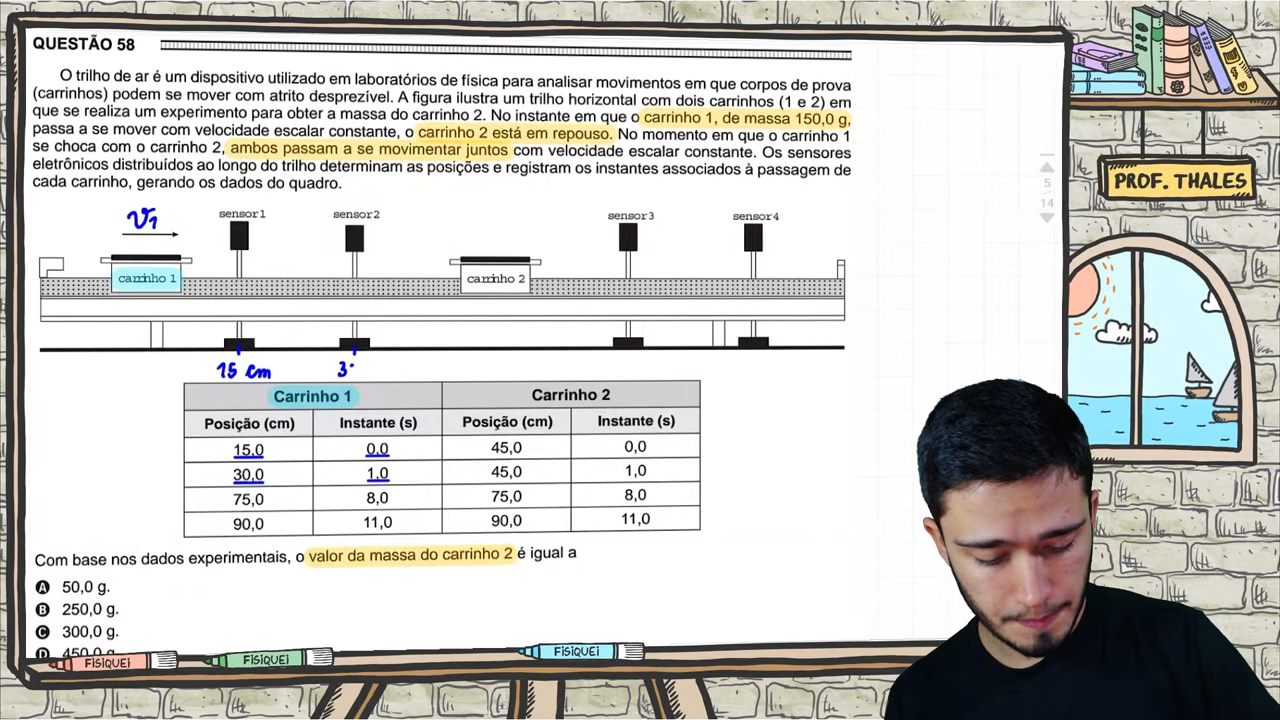 QUESTÃO 58
O trilho de ar é um dispositivo utilizado em laboratórios de física para analisar movimentos em que corpos de prova
(carrinhos) podem se mover com atrito desprezível. A figura ilustra um trilho horizontal com dois carrinhos (1 e 2) em
que se realiza um experimento para obter a massa do carrinho 2. No instante em que o carrinho 1, de massa 150,0 g,
passa a se mover com velocidade escalar constante, o carrinho 2 está em repouso. No momento em que o carrinho 1
se choca com o carrinho 2, ambos passam a se movimentar juntos com velocidade escalar constante. Os sensores
eletrônicos distribuídos ao longo do trilho determinam as posições e registram os instantes associados à passagem de
cada carrinho, gerando os dados do quadro.
V1
sensor1 sensor2 sensor3 sensor4
carrinho 1 carrinho 2
15 cm 3
Carrinho 1 Carrinho 2
Posição (cm) Instante (s) Posição (cm) Instante (s)
15,0 0,0 45,0 0,0
30,0 1,0 45,0 1,0
75,0 8,0 75,0 8,0
90,0 11,0 90,0 11,0
Com base nos dados experimentais, o valor da massa do carrinho 2 é igual a
A 50,0 g.
B 250,0 g.
C 300,0 g.
D 450,0 g.
FISIQUEI FISIQUEI FISIQUEI
PROF. THALES
5
14